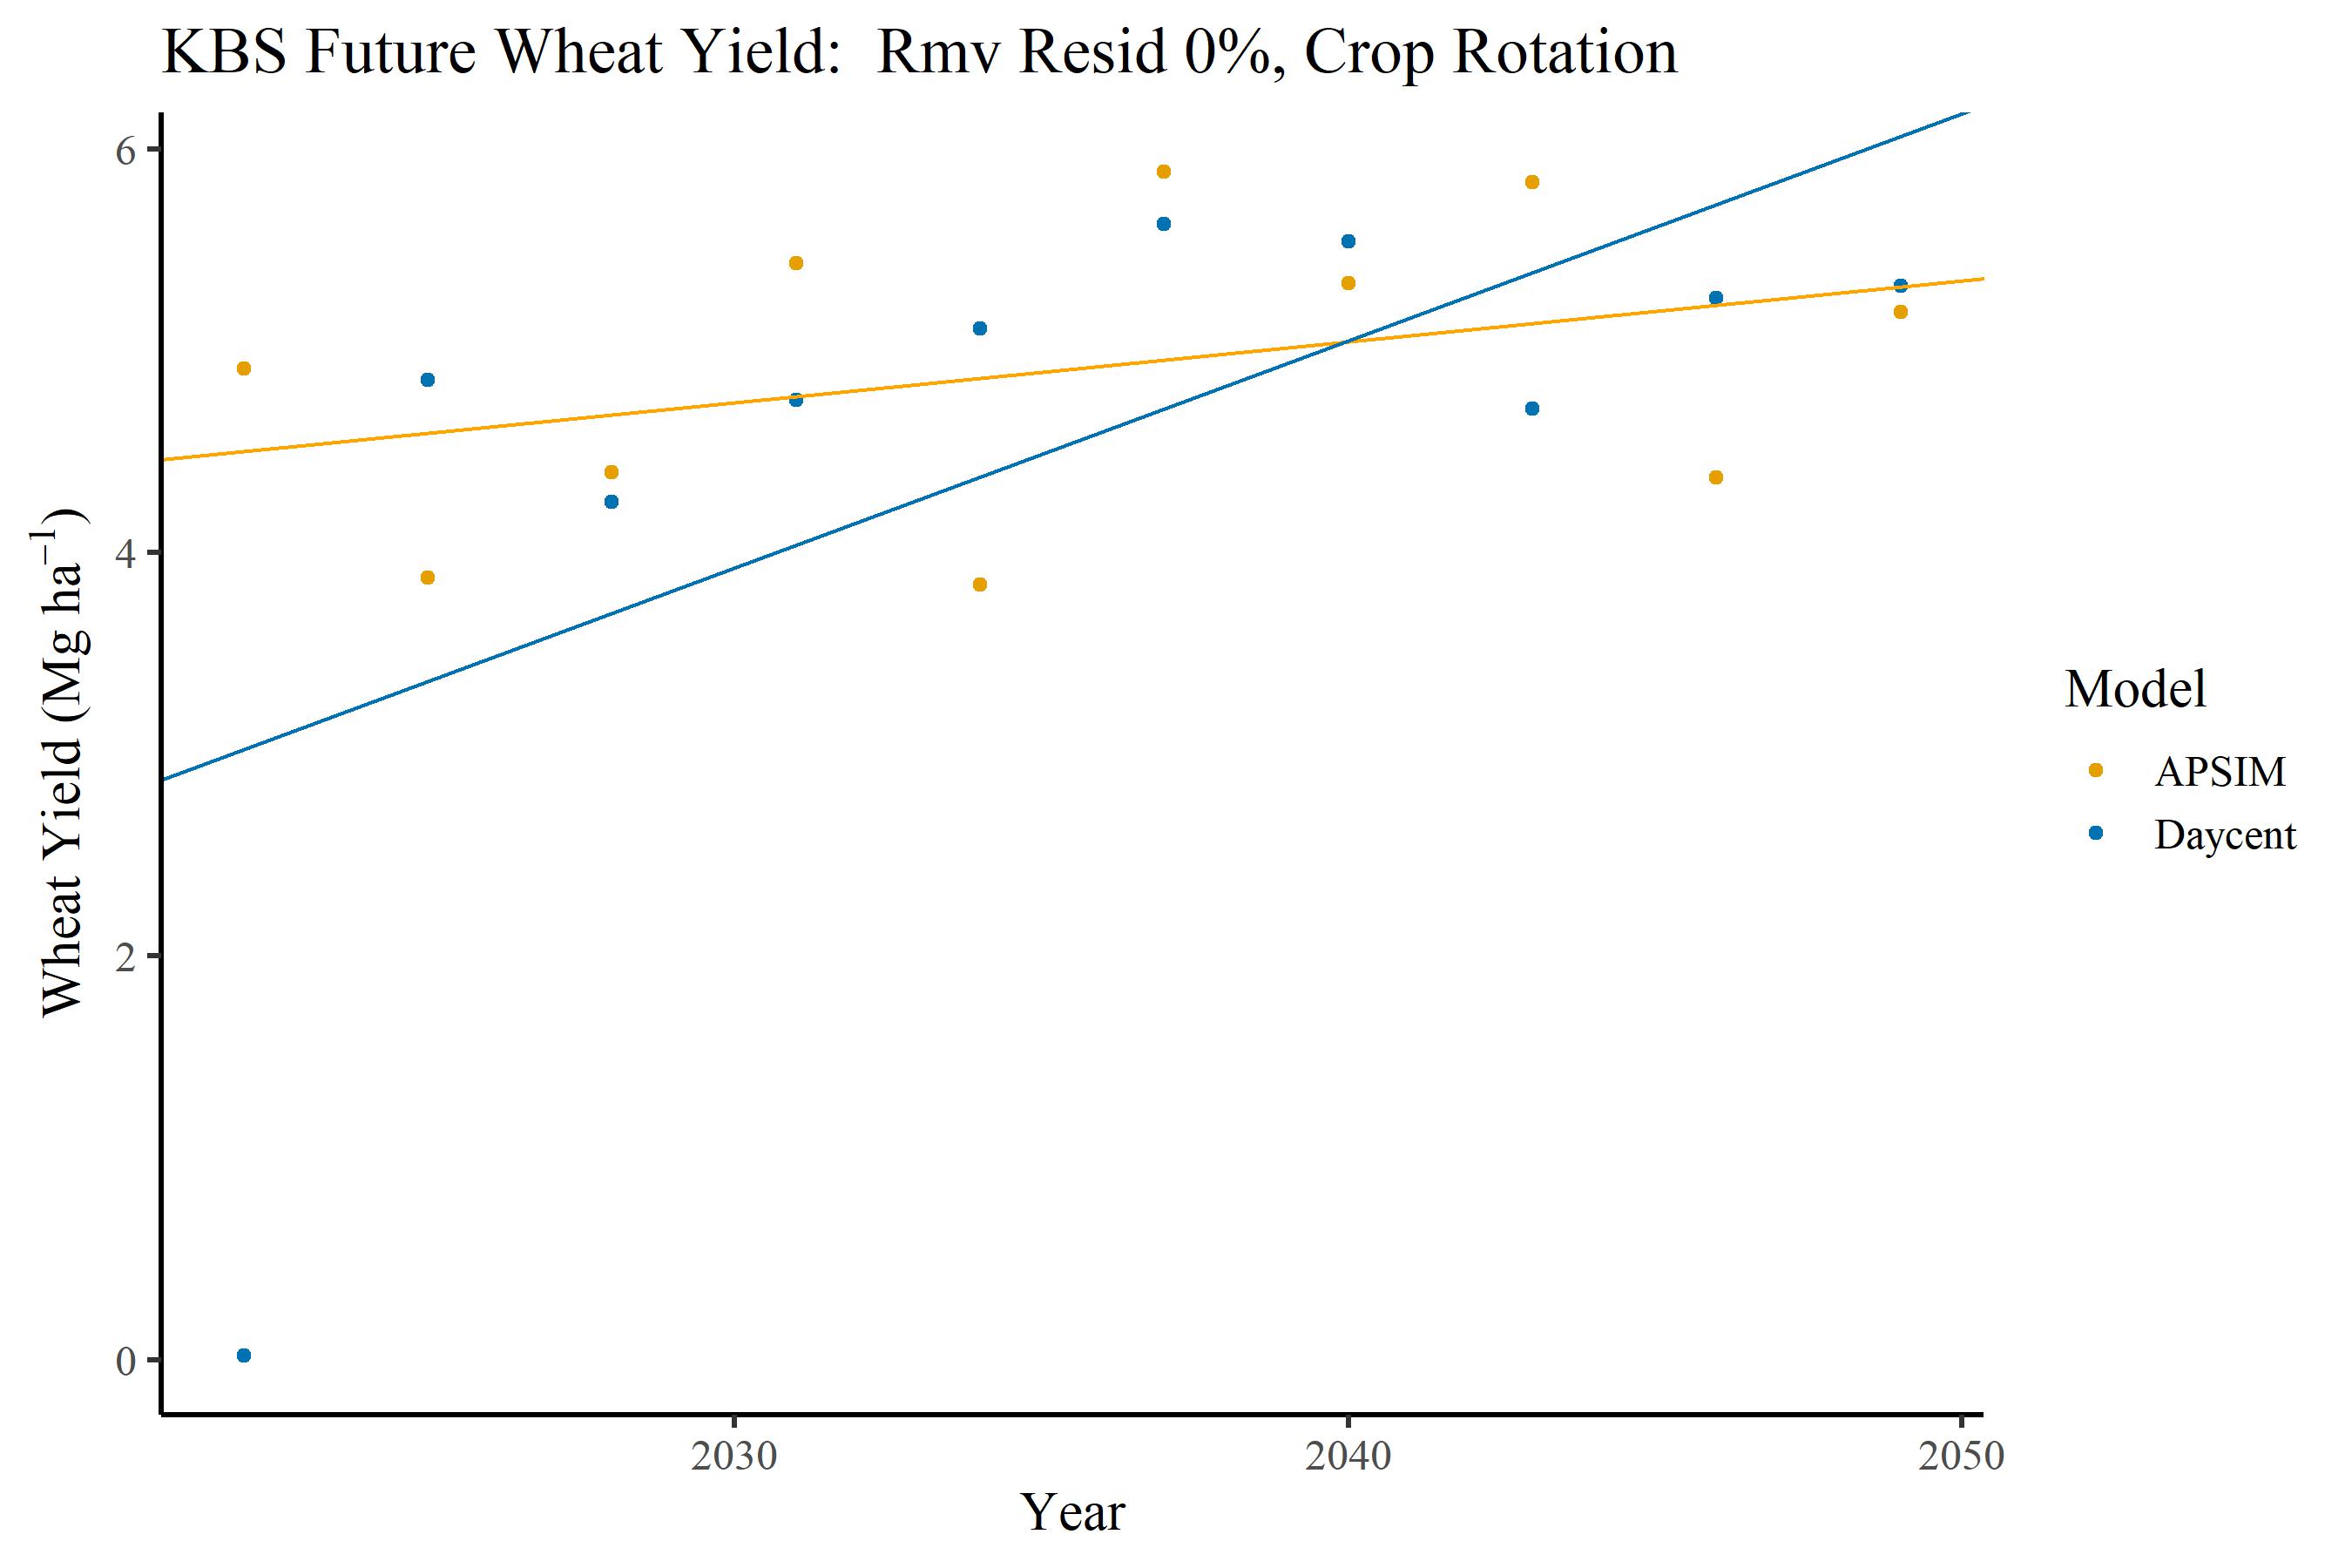 KBS Future Wheat Yield:  Rmv Resid 0%, Crop Rotation
Wheat Yield (Mg ha⁻¹)
6
4
2
0
2030
2040
2050
Year
Model
APSIM
Daycent